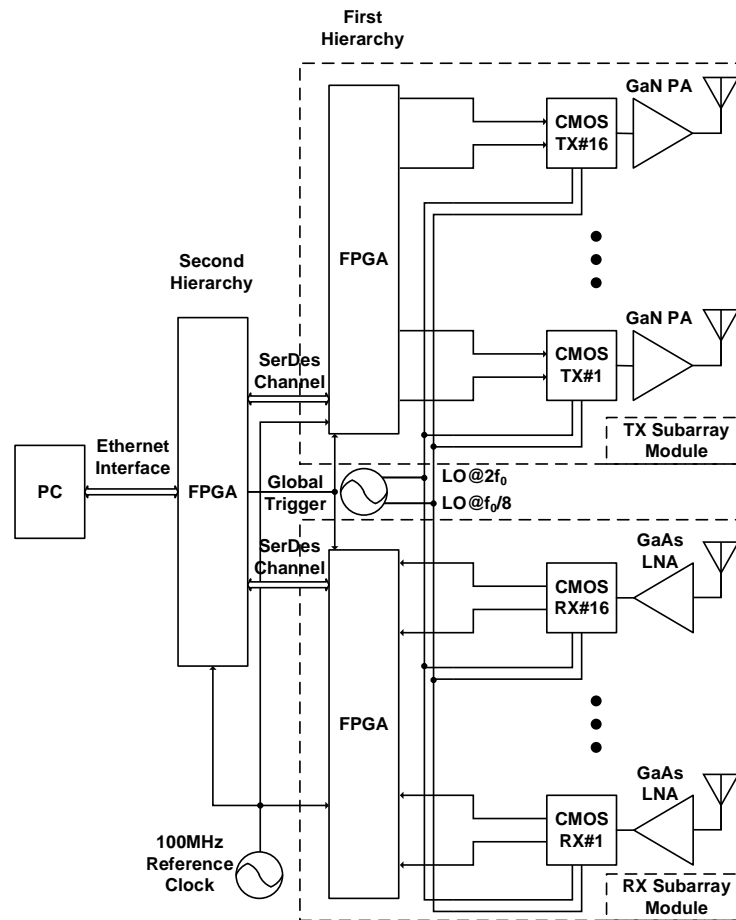 First
Hierarchy
GaN PA
CMOS
TX#16
FPGA
Second
Hierarchy
GaN PA
SerDes
Channel
CMOS
TX#1
TX Subarray
Module
Ethernet
Interface
PC
FPGA
Global
Trigger
LO@2f0
LO@f0/8
SerDes
Channel
GaAs
LNA
CMOS
RX#16
FPGA
GaAs
LNA
CMOS
RX#1
100MHz
Reference
Clock
RX Subarray
Module